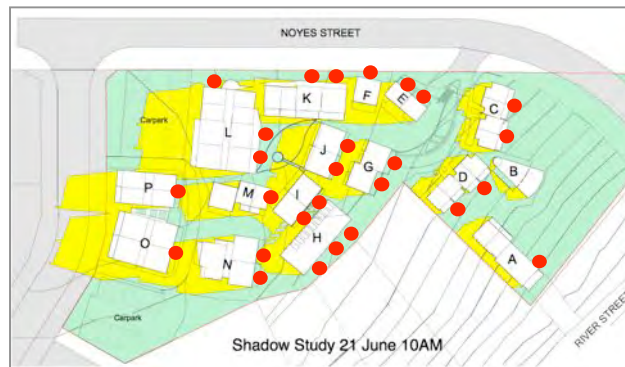 NOYES STREET
K
F
E
C
Carpark
L
J
G
B
D
P
M
I
H
O
N
A
Carpark
RIVER STREET
Shadow Study 21 June 10AM